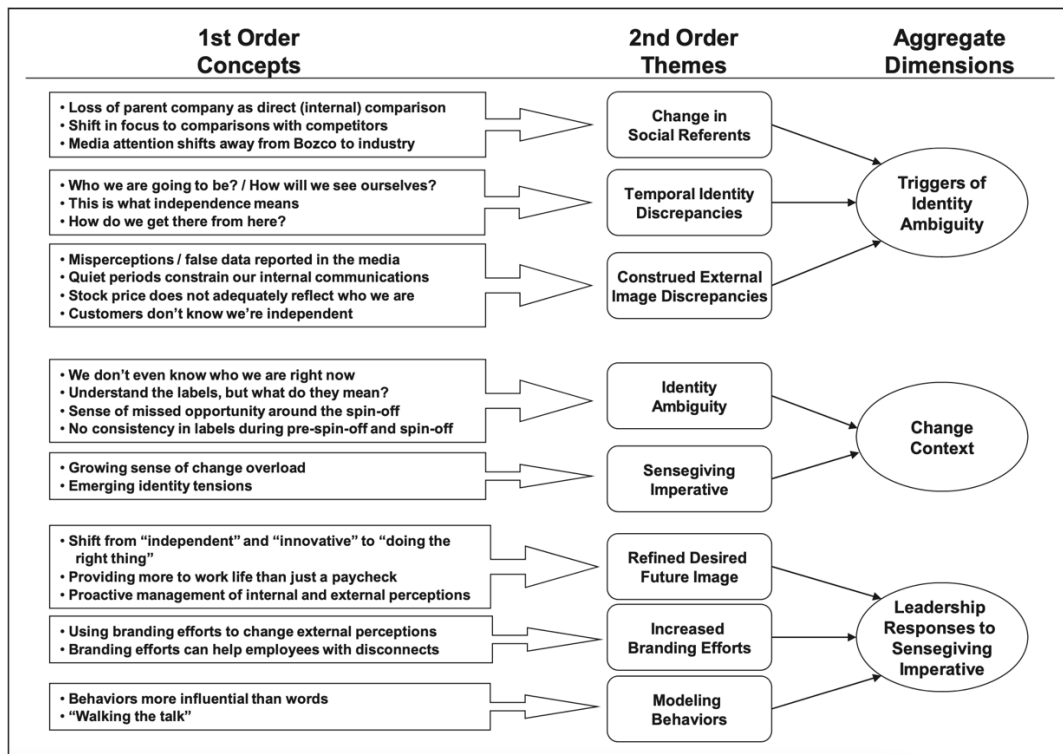 1st Order
Concepts
2nd Order
Themes
Aggregate
Dimensions
• Loss of parent company as direct (internal) comparison
• Shift in focus to comparisons with competitors
• Media attention shifts away from Bozco to industry
Change in
Social Referents
• Who we are going to be? / How will we see ourselves?
• This is what independence means
• How do we get there from here?
Temporal Identity
Discrepancies
• Misperceptions / false data reported in the media
• Quiet periods constrain our internal communications
• Stock price does not adequately reflect who we are
• Customers don’t know we’re independent
Construed External
Image Discrepancies
Triggers of
Identity
Ambiguity
• We don’t even know who we are right now
• Understand the labels, but what do they mean?
• Sense of missed opportunity around the spin-off
• No consistency in labels during pre-spin-off and spin-off
Identity
Ambiguity
• Growing sense of change overload
• Emerging identity tensions
Sensegiving
Imperative
Change
Context
• Shift from “independent” and “innovative” to “doing the
right thing”
• Providing more to work life than just a paycheck
• Proactive management of internal and external perceptions
Refined Desired
Future Image
• Using branding efforts to change external perceptions
• Branding efforts can help employees with disconnects
Increased
Branding Efforts
• Behaviors more influential than words
• “Walking the talk”
Modeling
Behaviors
Leadership
Responses to
Sensegiving
Imperative